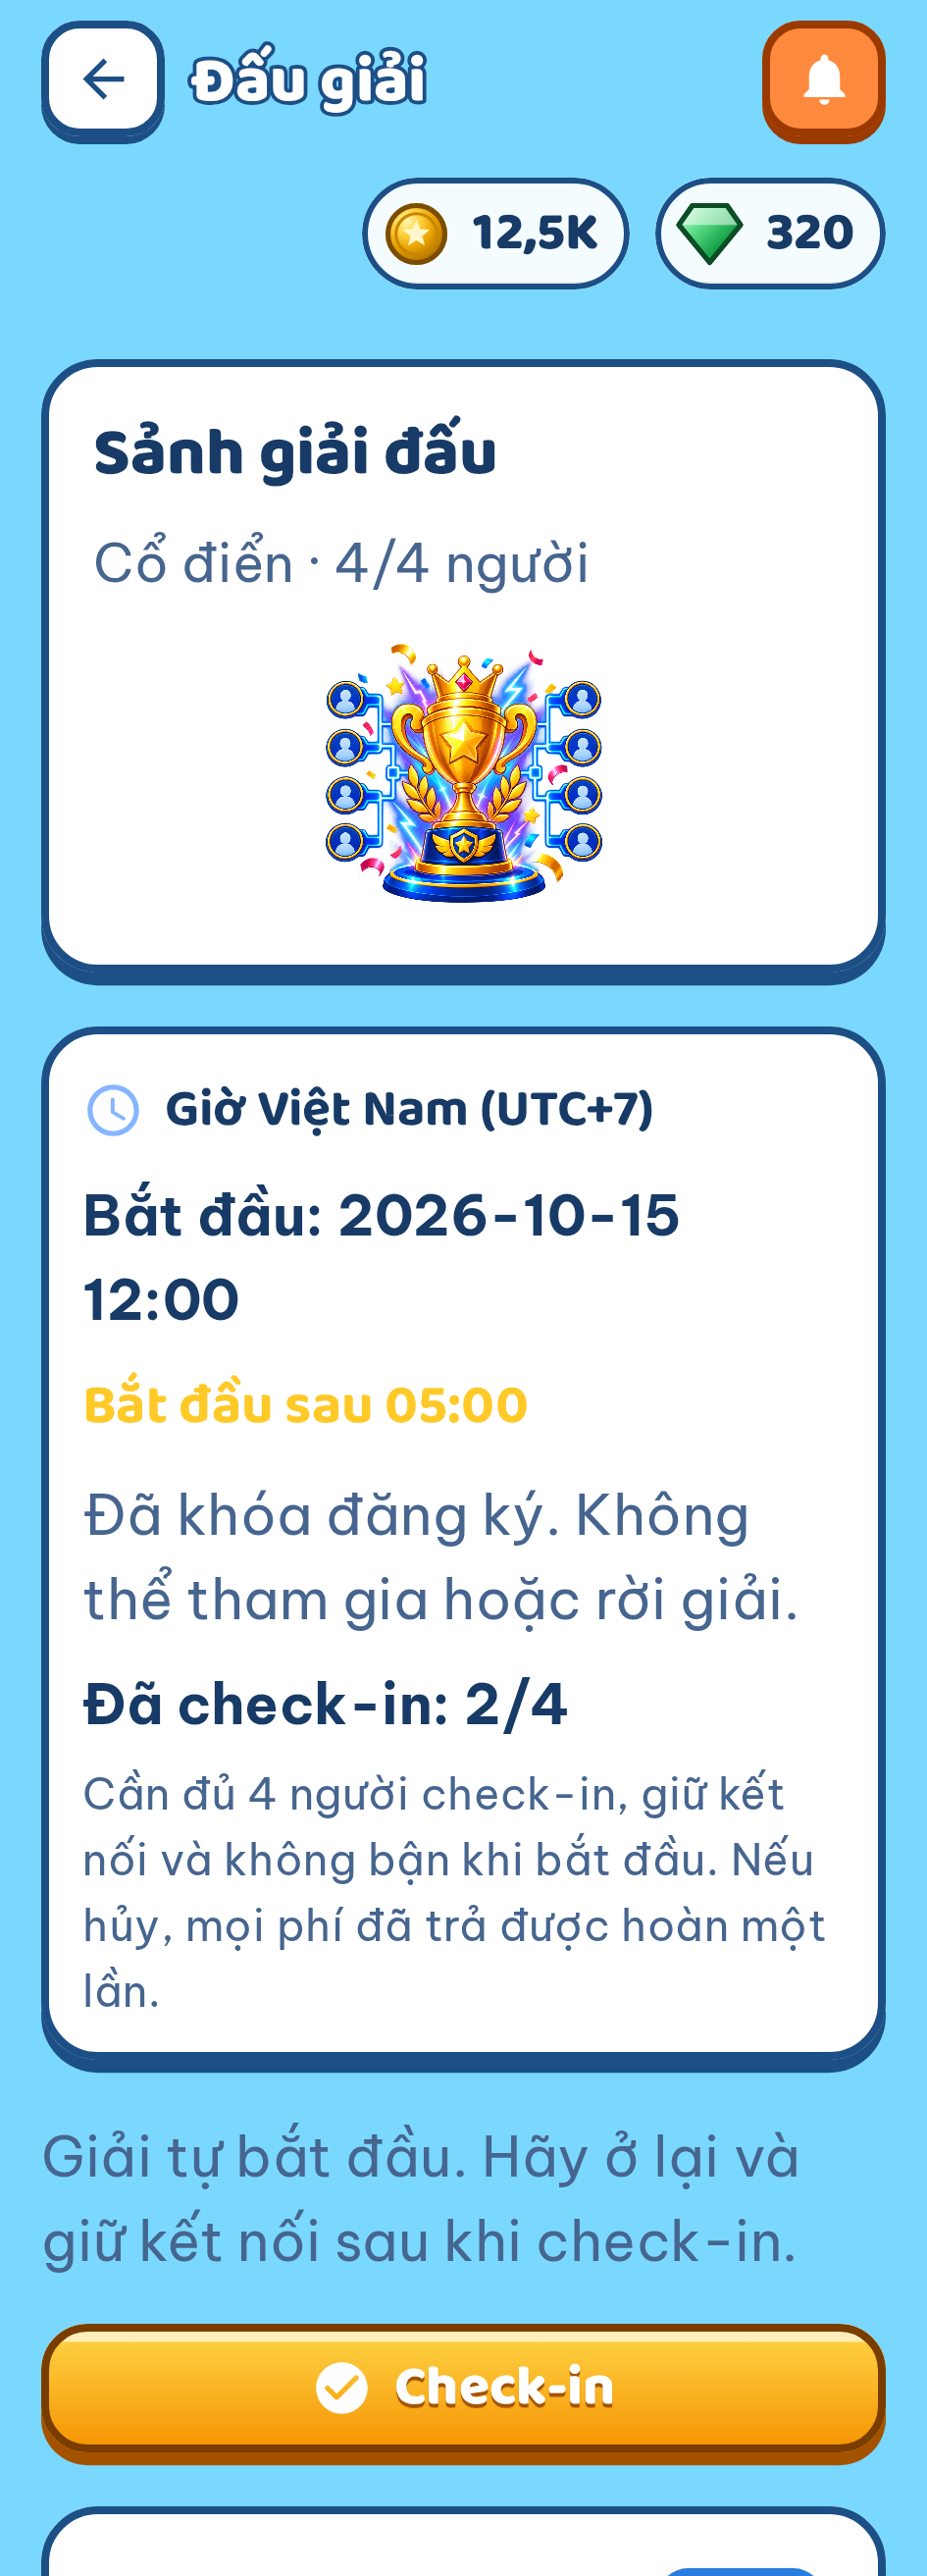 Đấu giải
12,5K
320
Sảnh giải đấu
Cổ điển · 4/4 người
Giờ Việt Nam (UTC+7)
Bắt đầu: 2026-10-15
12:00
Bắt đầu sau 05:00
Đã khóa đăng ký. Không
thể tham gia hoặc rời giải.
Đã check-in: 2/4
Cần đủ 4 người check-in, giữ kết
nối và không bận khi bắt đầu. Nếu
hủy, mọi phí đã trả được hoàn một
lần.
Giải tự bắt đầu. Hãy ở lại và
giữ kết nối sau khi check-in.
Check-in